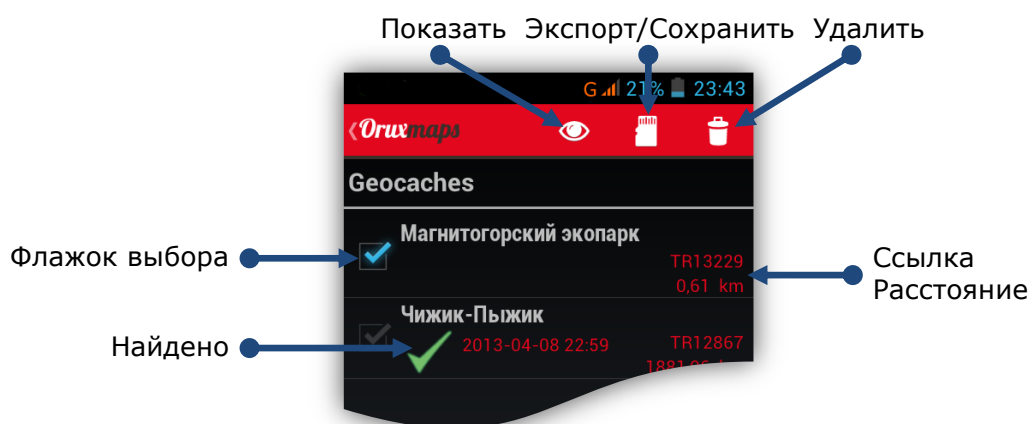 Показать Экспорт/Сохранить Удалить
G 21% 23:43
Oruxmaps
Geocaches
Магнитогорский экопарк
Флажок выбора
TR13229
0,61 km
Ссылка
Расстояние
Чижик-Пыжик
Найдено
2013-04-08 22:59
TR12867